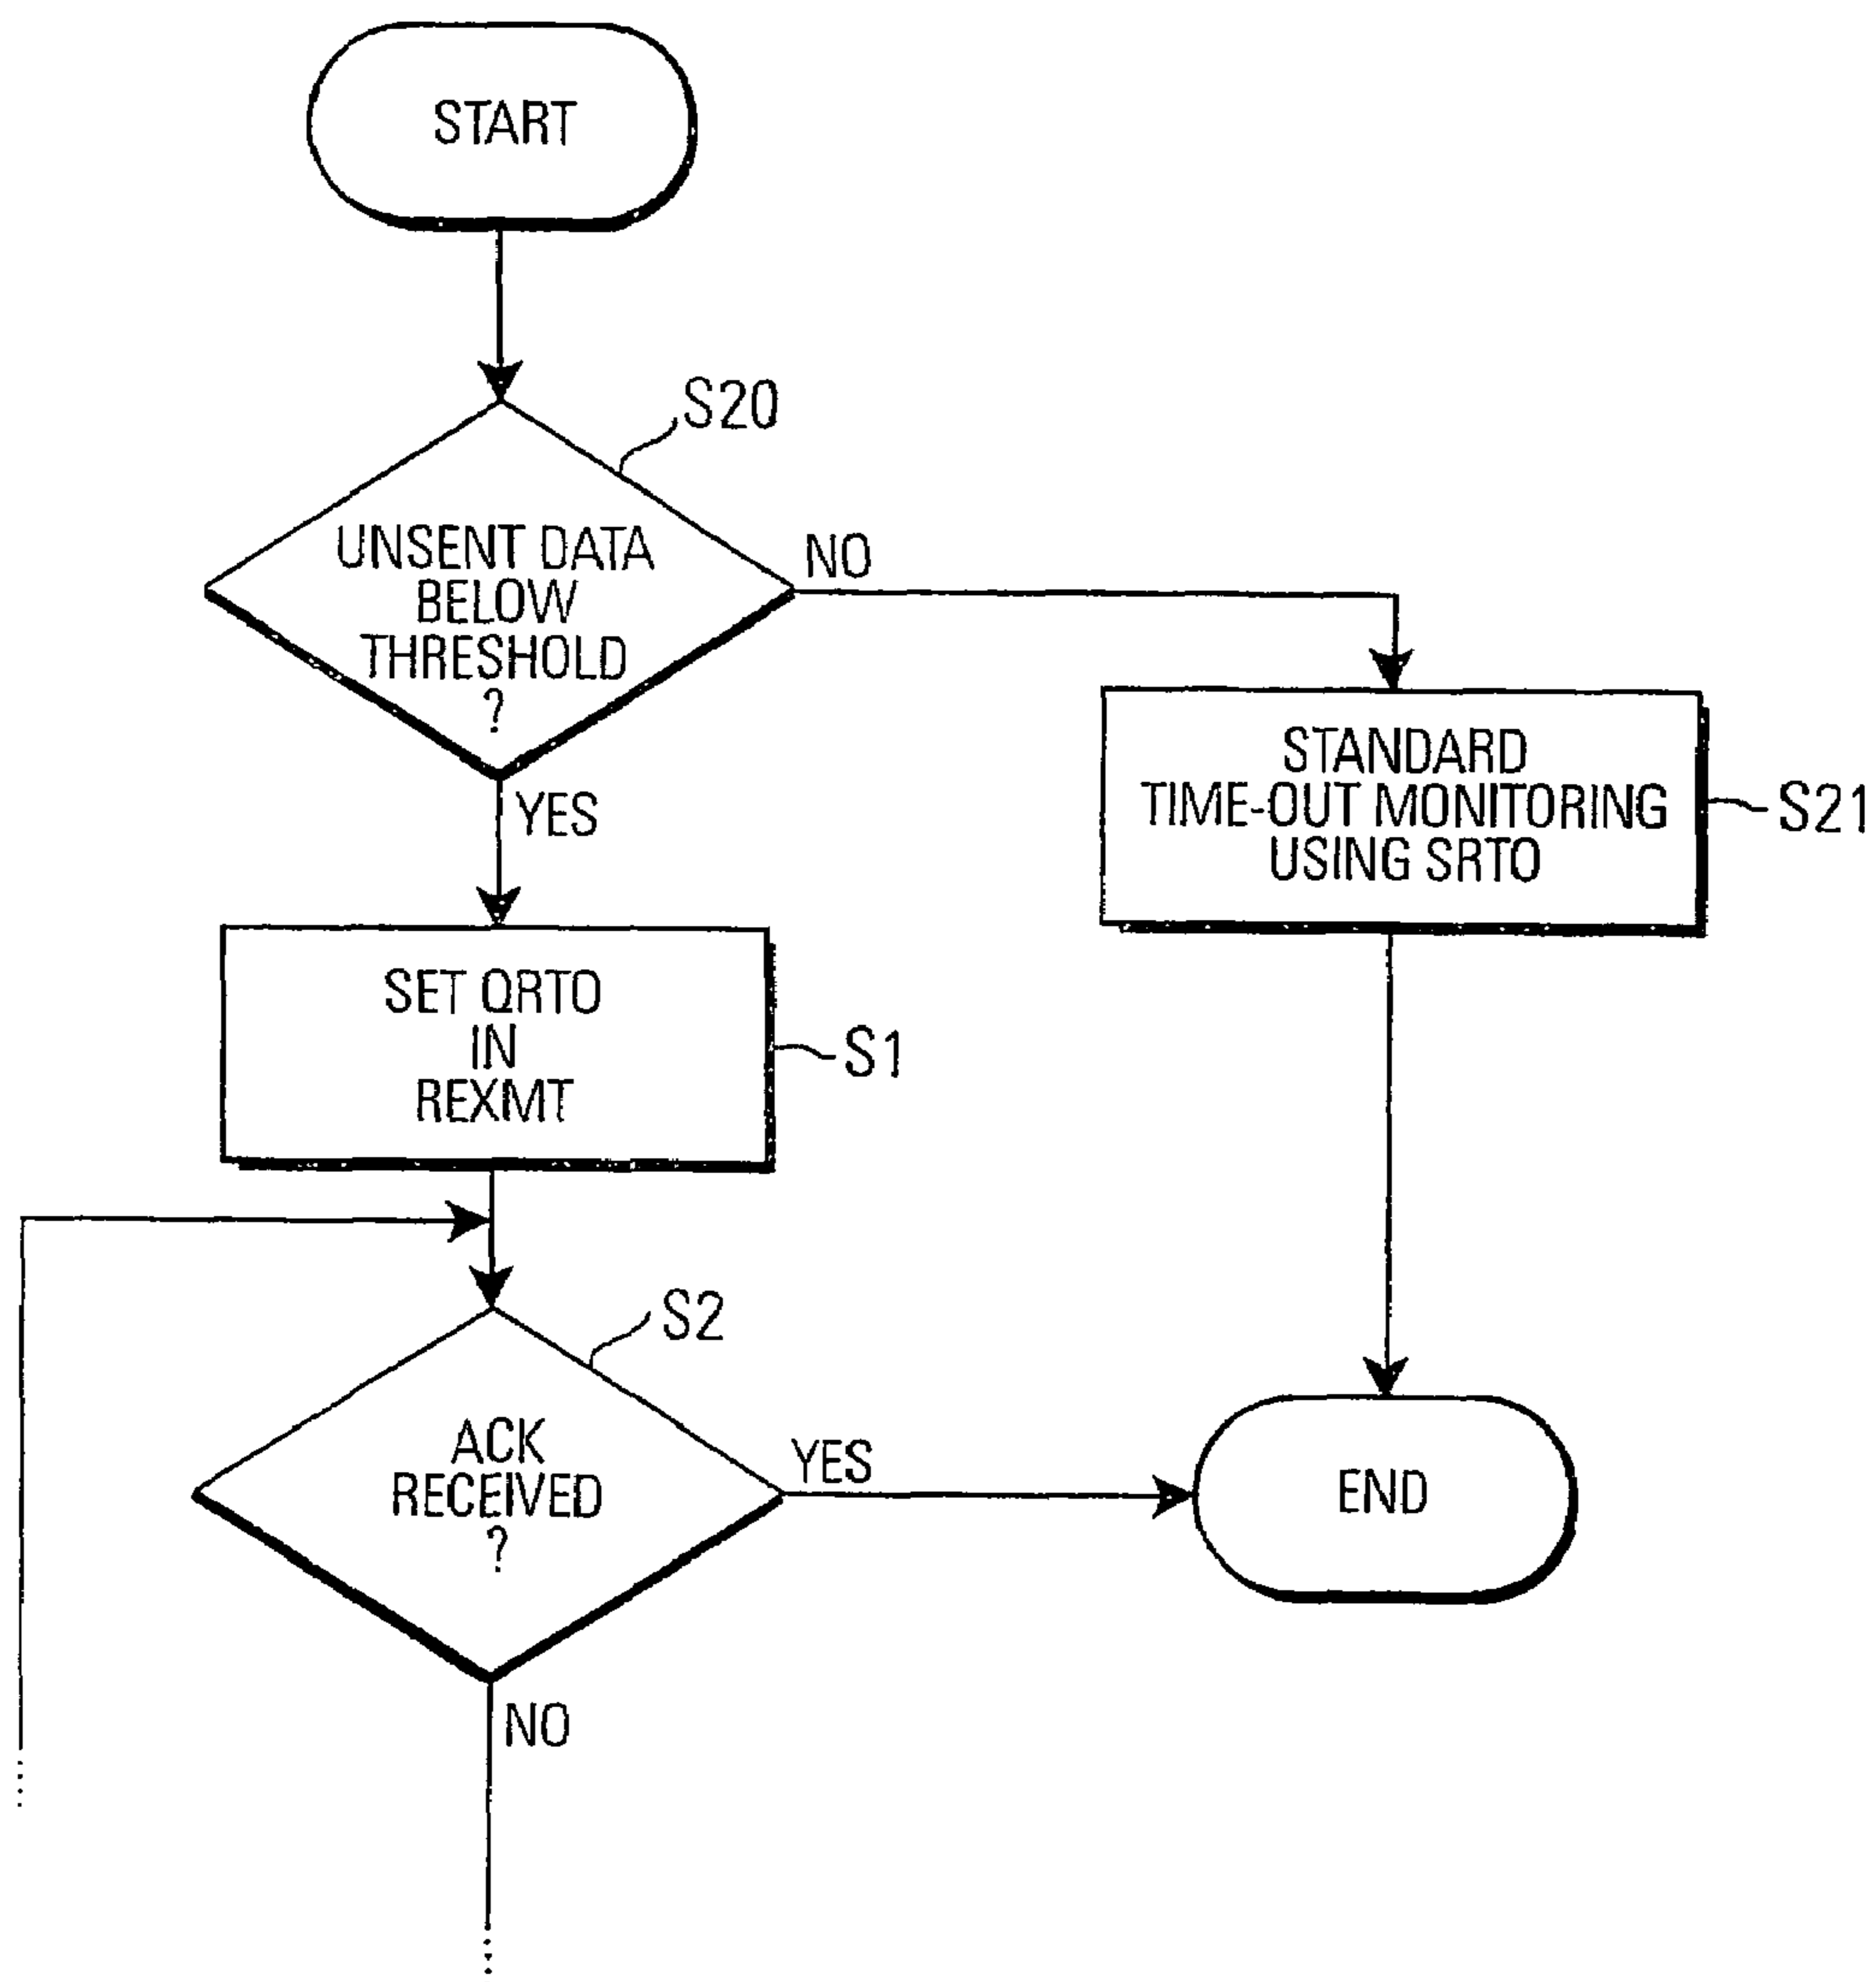 START
S20
UNSENT DATA
BELOW
THRESHOLD
?
NO
YES
STANDARD
TIME-OUT MONITORING
USING SRTO
S21
SET QRTO
IN
REXMT
S1
S2
ACK
RECEIVED
?
YES
NO
END